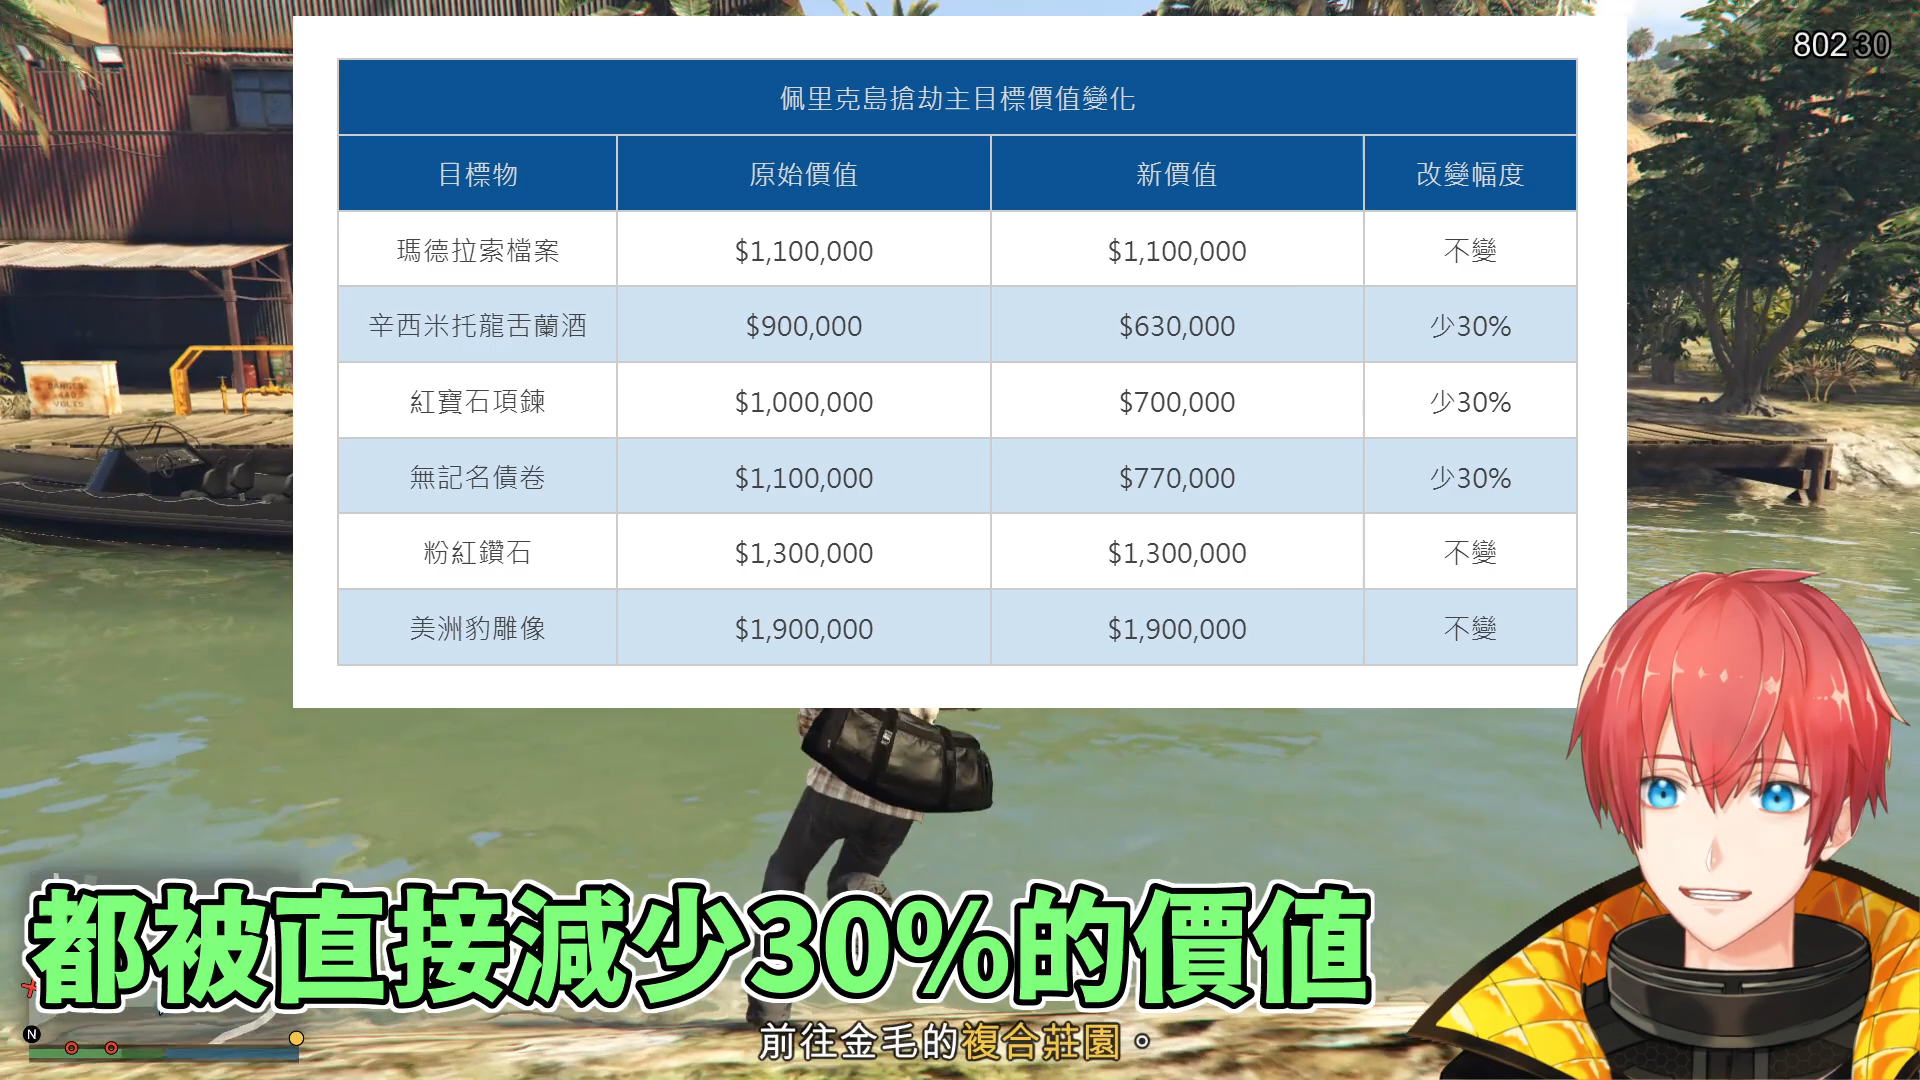 80230
佩里克島搶劫主目標價值變化
目標物 原始價值 新價值 改變幅度
瑪德拉索檔案 $1,100,000 $1,100,000 不變
辛西米托龍舌蘭酒 $900,000 $630,000 少30%
紅寶石項鍊 $1,000,000 $700,000 少30%
無記名債卷 $1,100,000 $770,000 少30%
粉紅鑽石 $1,300,000 $1,300,000 不變
美洲豹雕像 $1,900,000 $1,900,000 不變
DANGER
440
VOLTS
都被直接減少30%的價值
N
前往金毛的複合莊園。